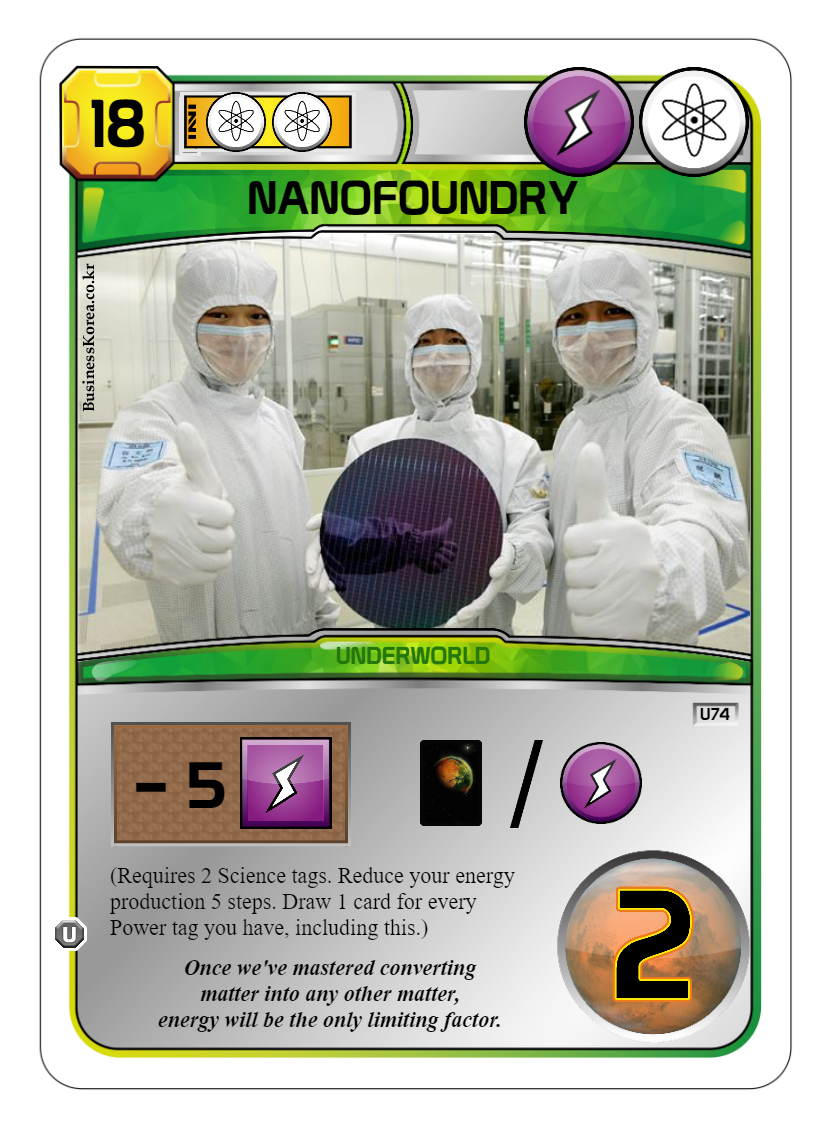 18
NANOFOUNDRY
BusinessKorea.co.kr
UNDERWORLD
U74
- 5
/
(Requires 2 Science tags. Reduce your energy
production 5 steps. Draw 1 card for every
Power tag you have, including this.)
U
2
Once we've mastered converting
matter into any other matter,
energy will be the only limiting factor.